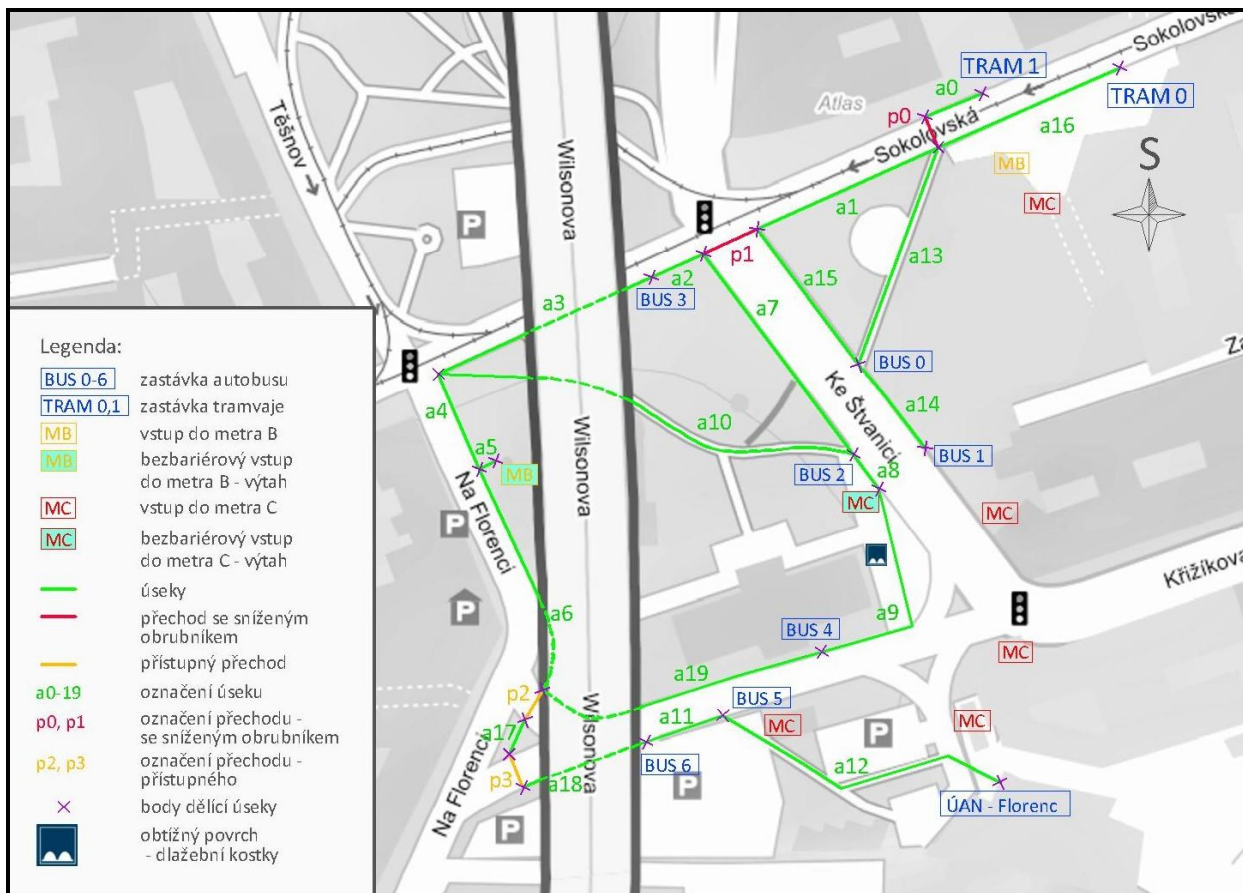 Sokolovská
TRAM 1
a0
TRAM 0
Atlas
p0
Sokolovská
a16
S
MB
MC
Těšnov
Wilsonova
P
a1
p1
a2
BUS 3
a3
a15
a13
a7
BUS 0
Ke Štvanici
a14
BUS 1
a10
BUS 2
a8
MC
MC
a4
a5
MB
Na Florenci
Wilsonova
P
P
a6
Za
Křižíkova
MC
a9
BUS 4
a19
p2
a17
Na Florenci
p3
a18
Wilsonova
a11
BUS 5
MC
BUS 6
P
P
P
MC
a12
ÚAN - Florenc
Legenda:
BUS 0-6 zastávka autobusu
TRAM 0,1 zastávka tramvaje
MB vstup do metra B
MB bezbariérový vstup
do metra B - výtah
MC vstup do metra C
MC bezbariérový vstup
do metra C - výtah
úseky
přechod se sníženým
obrubníkem
přístupný přechod
a0-19 označení úseku
p0, p1 označení přechodu -
se sníženým obrubníkem
p2, p3 označení přechodu -
přístupného
body dělící úseky
obtížný povrch
- dlažební kostky